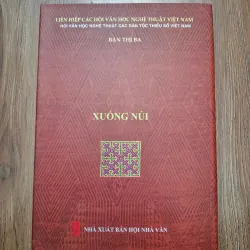 LIÊN HIỆP CÁC HỘI VĂN HỌC NGHỆ THUẬT VIỆT NAM
HỘI VĂN HỌC NGHỆ THUẬT CÁC DÂN TỘC THIỂU SỐ VIỆT NAM
BÀN THỊ BA
XUỐNG NÚI
NHÀ XUẤT BẢN HỘI NHÀ VĂN